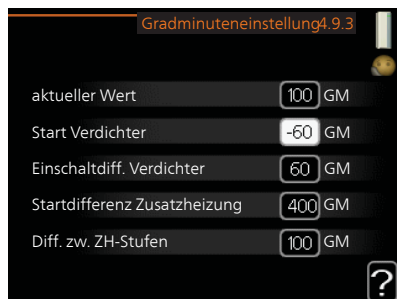 Gradminuteneinstellung4.9.3
aktueller Wert 100 GM
Start Verdichter -60 GM
Einschaltdiff. Verdichter 60 GM
Startdifferenz Zusatzheizung 400 GM
Diff. zw. ZH-Stufen 100 GM
?